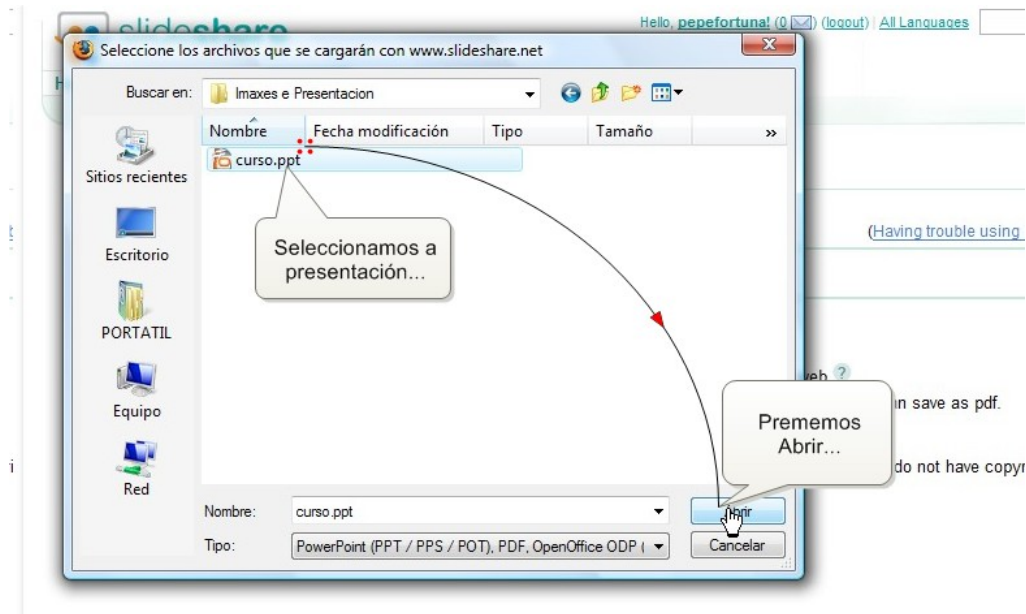 slideshare
Hello, pepefortuna! (0 ) (logout) | All Languages
Seleccione los archivos que se cargarán con www.slideshare.net
Buscar en: Imaxes e Presentacion
Nombre Fecha modificación Tipo Tamaño »
curso.ppt
Sitios recientes
Escritorio
PORTATIL
Equipo
Red
Seleccionamos a
presentación...
(Having trouble using
web ?
save as pdf.
Prememos
Abrir...
do not have
Nombre: curso.ppt Abrir
Tipo: PowerPoint (PPT / PPS / POT), PDF, OpenOffice ODP ( Cancelar